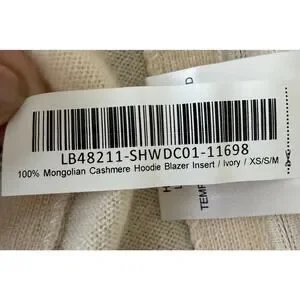 LB48211-SHWDC01-11698
100% Mongolian Cashmere Hoodie Blazer Insert / Ivory / XS/S/M